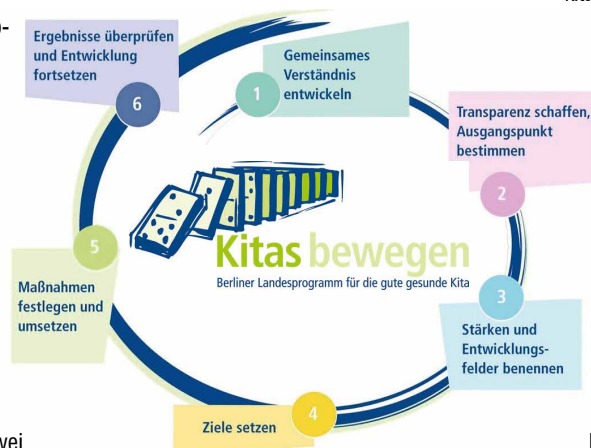 Ergebnisse überprüfen
und Entwicklung
fortsetzen
6
1
Gemeinsames
Verständnis
entwickeln
Transparenz schaffen,
Ausgangspunkt
bestimmen
2
Kitas bewegen
Berliner Landesprogramm für die gute gesunde Kita
3
Stärken und
Entwicklungs-
felder benennen
4
Ziele setzen
5
Maßnahmen
festlegen und
umsetzen